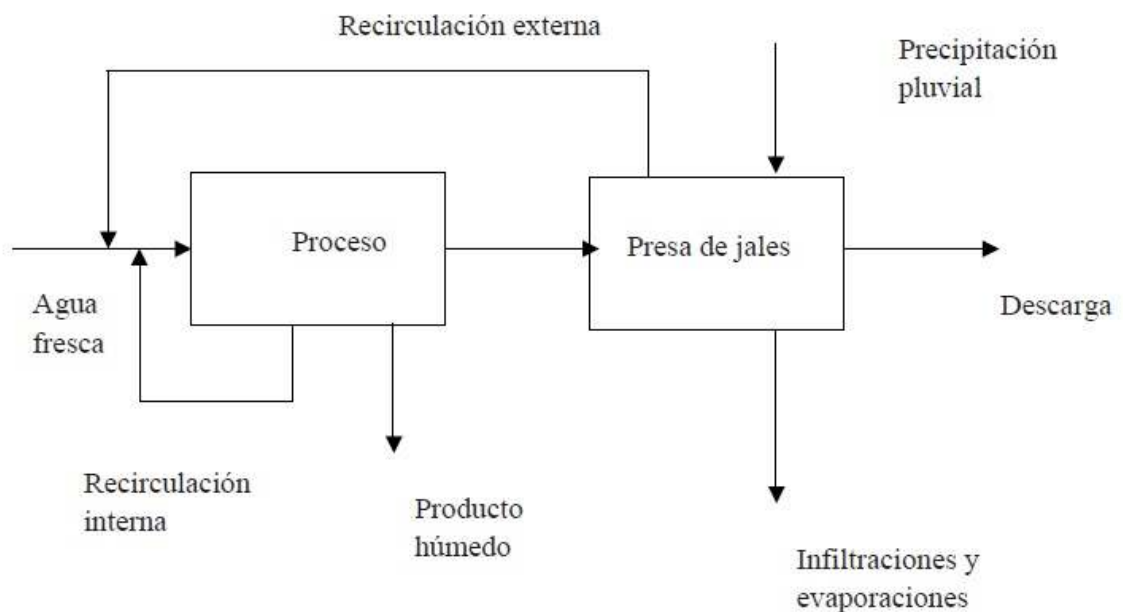 Recirculación externa
Precipitación
pluvial
Proceso
Presa de jales
Agua
fresca
Descarga
Recirculación
interna
Producto
húmedo
Infiltraciones y
evaporaciones